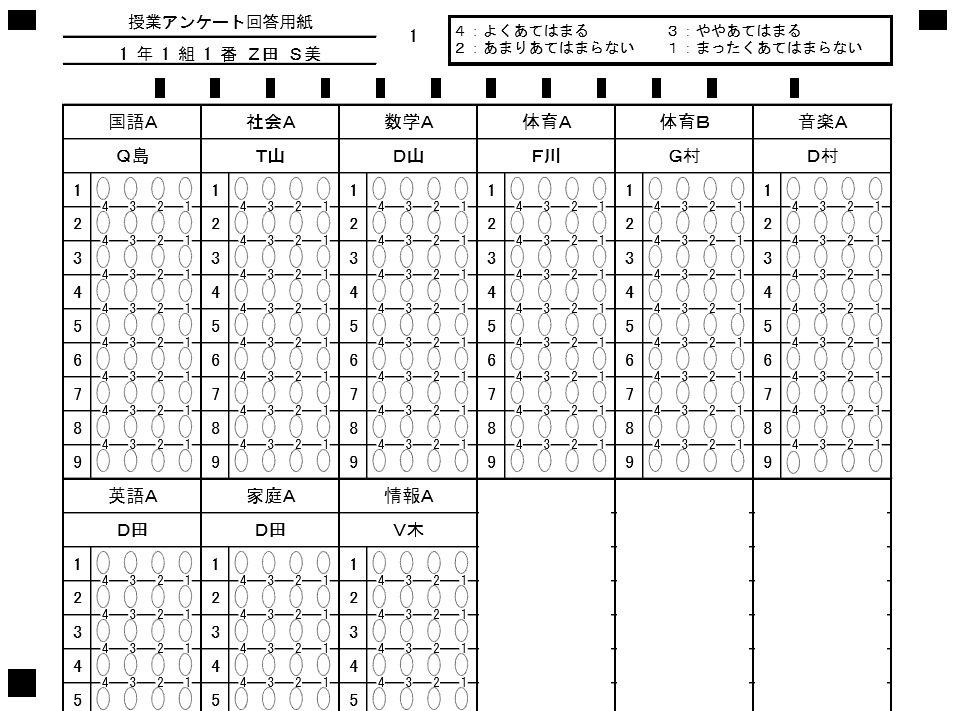 授業アンケート回答用紙
1
1年1組1番 Z田 S美
4：よくあてはまる 3：ややあてはまる
2：あまりあてはまらない 1：まったくあてはまらない
国語A 社会A 数学A 体育A 体育B 音楽A
Q島 T山 D山 F川 G村 D村
1 1 1 1 1 1
4 3 2 1 4 3 2 1 4 3 2 1 4 3 2 1 4 3 2 1 4 3 2 1
2 2 2 2 2 2
4 3 2 1 4 3 2 1 4 3 2 1 4 3 2 1 4 3 2 1 4 3 2 1
3 3 3 3 3 3
4 3 2 1 4 3 2 1 4 3 2 1 4 3 2 1 4 3 2 1 4 3 2 1
4 4 4 4 4 4
4 3 2 1 4 3 2 1 4 3 2 1 4 3 2 1 4 3 2 1 4 3 2 1
5 5 5 5 5 5
4 3 2 1 4 3 2 1 4 3 2 1 4 3 2 1 4 3 2 1 4 3 2 1
6 6 6 6 6 6
4 3 2 1 4 3 2 1 4 3 2 1 4 3 2 1 4 3 2 1 4 3 2 1
7 7 7 7 7 7
4 3 2 1 4 3 2 1 4 3 2 1 4 3 2 1 4 3 2 1 4 3 2 1
8 8 8 8 8 8
4 3 2 1 4 3 2 1 4 3 2 1 4 3 2 1 4 3 2 1 4 3 2 1
9 9 9 9 9 9
英語A 家庭A 情報A
D田 D田 V木
1 1 1
4 3 2 1 4 3 2 1 4 3 2 1
2 2 2
4 3 2 1 4 3 2 1 4 3 2 1
3 3 3
4 3 2 1 4 3 2 1 4 3 2 1
4 4 4
4 3 2 1 4 3 2 1 4 3 2 1
5 5 5